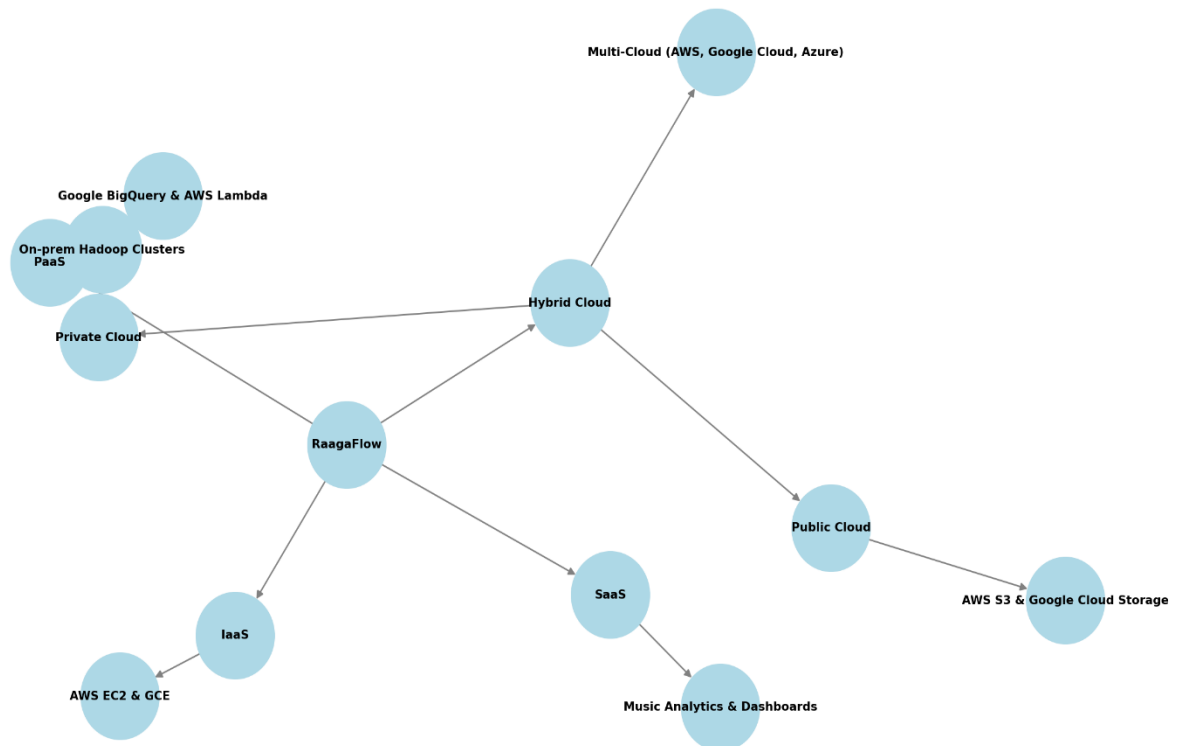 Multi-Cloud (AWS, Google Cloud, Azure)
Google BigQuery & AWS Lambda
On-prem Hadoop Clusters
PaaS
Hybrid Cloud
Private Cloud
RaagaFlow
Public Cloud
SaaS
AWS S3 & Google Cloud Storage
IaaS
AWS EC2 & GCE
Music Analytics & Dashboards